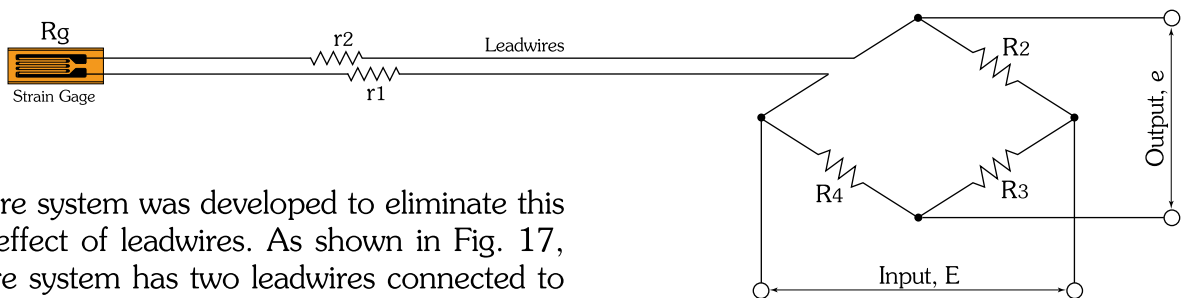 Rg
Strain Gage
r2
r1
Leadwires
R2
R4
R3
Output, e
Input, E
re system was developed to eliminate this
effect of leadwires. As shown in Fig. 17,
re system has two leadwires connected to